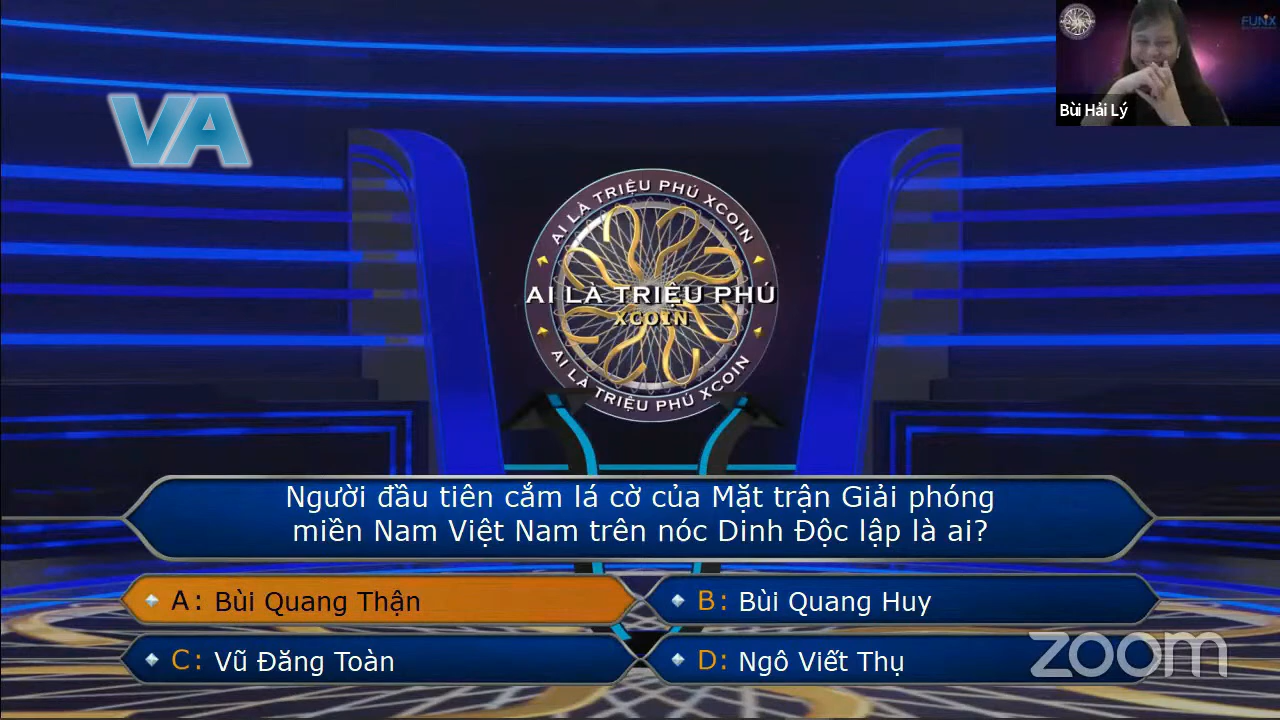 VA
FUNiX
Bùi Hải Lý
AI LÀ TRIỆU PHÚ XCOIN
AI LÀ TRIỆU PHÚ
XCOIN
AI LÀ TRIỆU PHÚ XCOIN
Người đầu tiên cắm lá cờ của Mặt trận Giải phóng
miền Nam Việt Nam trên nóc Dinh Độc lập là ai?
A: Bùi Quang Thận
B: Bùi Quang Huy
C: Vũ Đăng Toàn
D: Ngô Viết Thụ
zoom